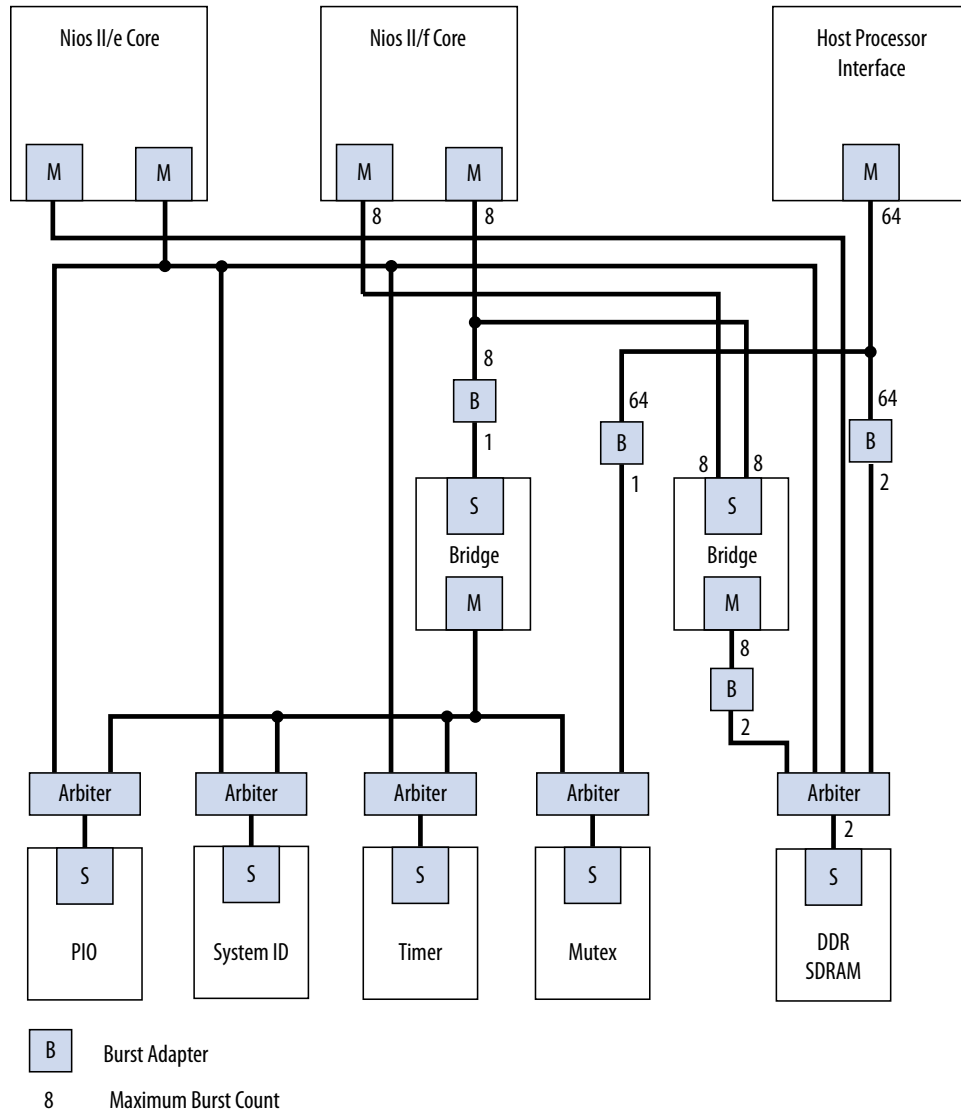 Nios II/e Core
Nios II/f Core
Host Processor
Interface
M
M
M
M
M
8
8
64
8
64
64
B
B
B
1
1
8
8
2
S
S
Bridge
Bridge
M
M
8
B
2
Arbiter
Arbiter
Arbiter
Arbiter
Arbiter
2
S
S
S
S
S
PIO
System ID
Timer
Mutex
DDR
SDRAM
B
Burst Adapter
8
Maximum Burst Count